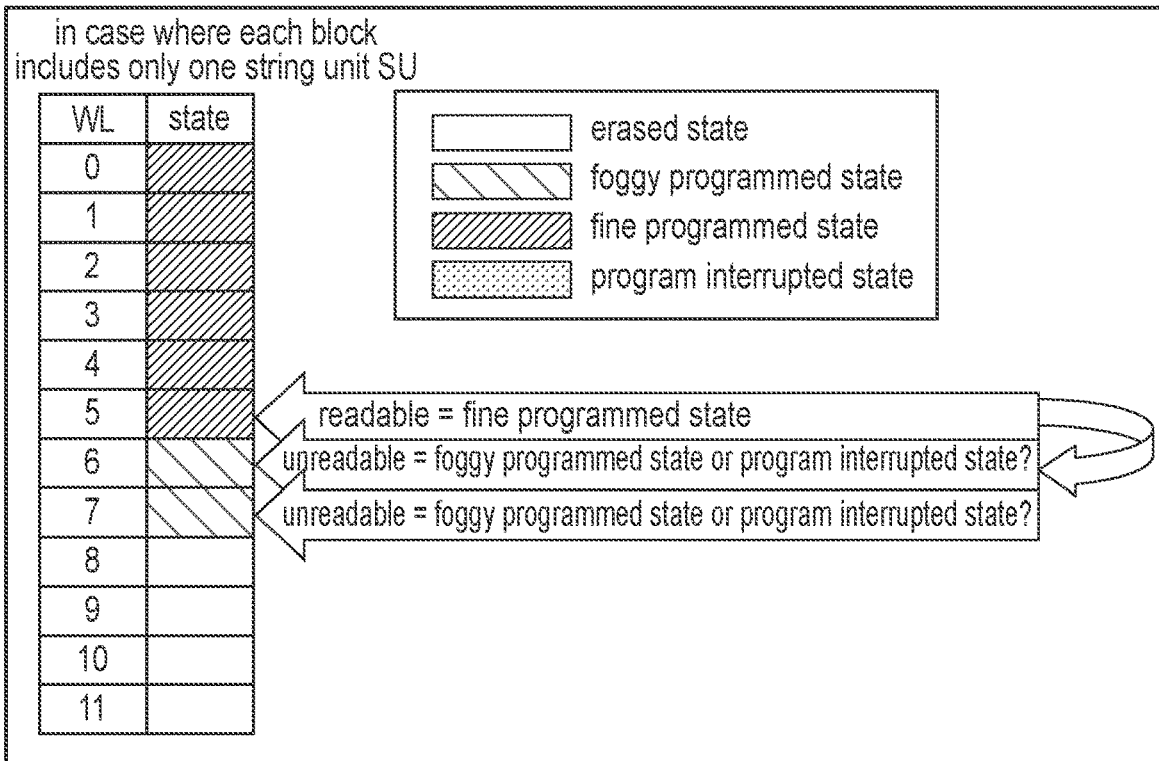 in case where each block
includes only one string unit SU
WL state
0
1
2
3
4
5
6
7
8
9
10
11
erased state
foggy programmed state
fine programmed state
program interrupted state
readable = fine programmed state
unreadable = foggy programmed state or program interrupted state?
unreadable = foggy programmed state or program interrupted state?